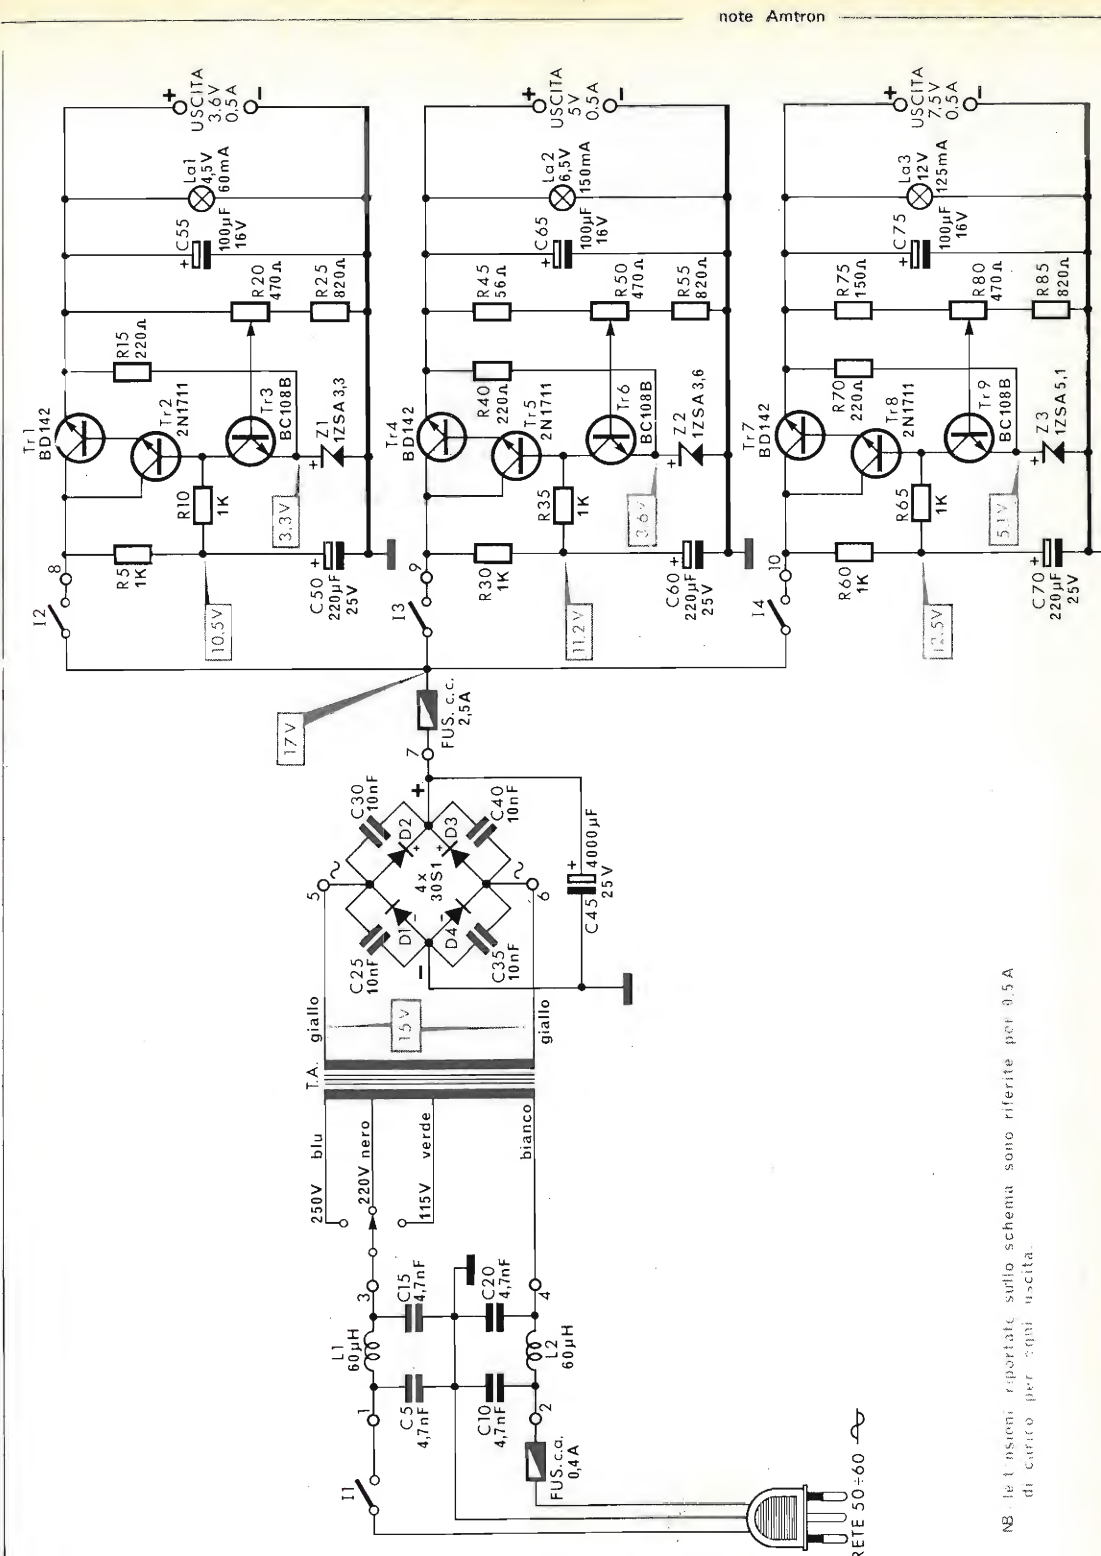 note Amtron
USCITA
3.6V
0,5A
+
−
La1
4,5V
60mA
C55
+
100µF
16V
R20
470Ω
R25
820Ω
R15
220Ω
Tr1
BD142
Tr2
2N1711
Tr3
BC108B
Z1
1ZSA3,3
+
R10
1K
3.3V
R5
1K
C50
220µF
25V
+
8
I2
10.5V
USCITA
5V
0.5A
+
−
La2
6,5V
150mA
C65
+
100µF
16V
R45
56Ω
R50
470Ω
R55
820Ω
R40
220Ω
Tr4
BD142
Tr5
2N1711
Tr6
BC108B
Z2
1ZSA3,6
+
R35
1K
3.6V
R30
1K
C60
220µF
25V
+
9
I3
11.2V
USCITA
7,5V
0.5A
+
−
La3
12V
125mA
C75
+
100µF
16V
R75
150Ω
R80
470Ω
R85
820Ω
R70
220Ω
Tr7
BD142
Tr8
2N1711
Tr9
BC108B
Z3
1ZSA5,1
+
R65
1K
5.1V
R60
1K
C70
220µF
25V
+
10
I4
12.5V
17V
FUS. c.c.
2,5A
7
+
C30
10nF
D2
D3
C40
10nF
4x
30S1
5
6
D1
D4
C25
10nF
C35
10nF
−
C45
+
4000µF
25V
15V
giallo
giallo
T.A.
250V blu
220V nero
115V verde
bianco
3
4
L1
60µH
C15
4,7nF
C20
4,7nF
L2
60µH
C5
4,7nF
C10
4,7nF
1
2
I1
FUS. c.a.
0,4A
RETE 50÷60
NB - le tensioni riportate sullo schema sono riferite per 0.5A
di carico per ogni uscita.